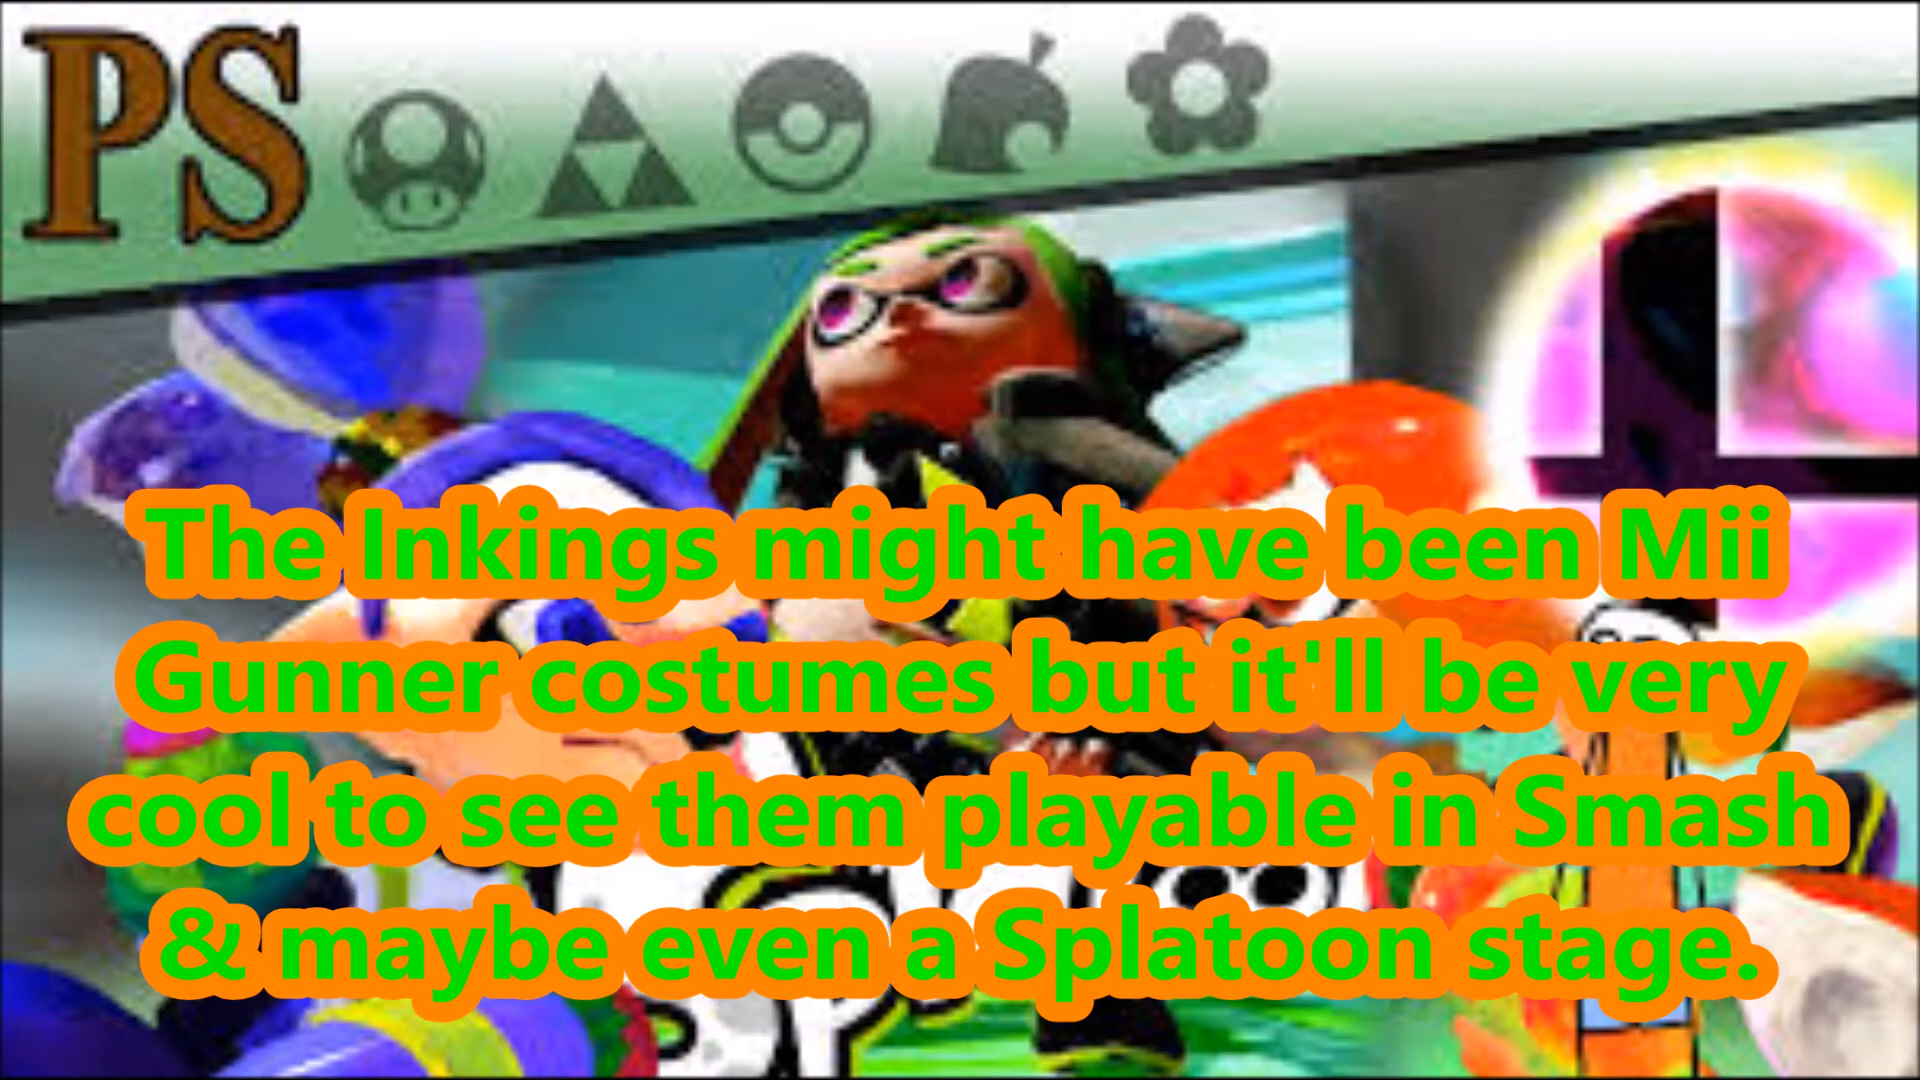 PS
The Inkings might have been Mii
Gunner costumes but it'll be very
cool to see them playable in Smash
& maybe even a Splatoon stage.